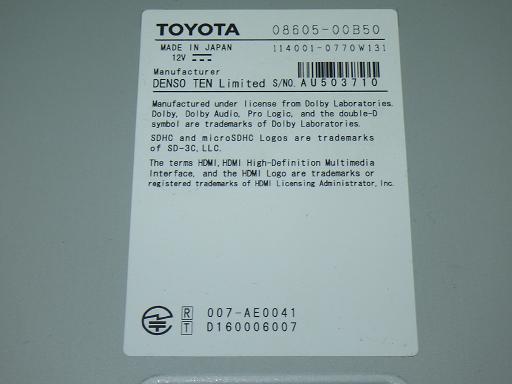 TOYOTA 08605-00B50
MADE IN JAPAN 114001-0770W131
12V
Manufacturer
DENSO TEN Limited S/NO. AU503710
Manufactured under license from Dolby Laboratories.
Dolby, Dolby Audio, Pro Logic, and the double-D
symbol are trademarks of Dolby Laboratories.
SDHC and microSDHC Logos are trademarks
of SD-3C, LLC.
The terms HDMI, HDMI High-Definition Multimedia
Interface, and the HDMI Logo are trademarks or
registered trademarks of HDMI Licensing Administrator, Inc.
R 007-AE0041
T D160006007